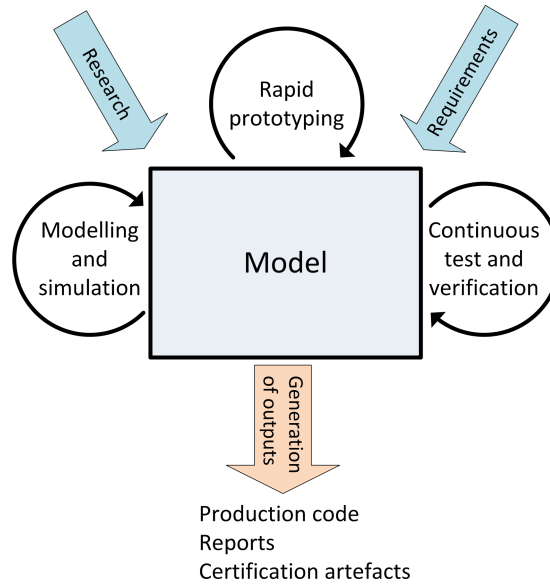 Research
Rapid
prototyping
Requirements
Modelling
and
simulation
Model
Continuous
test and
verification
Generation
of outputs
Production code
Reports
Certification artefacts